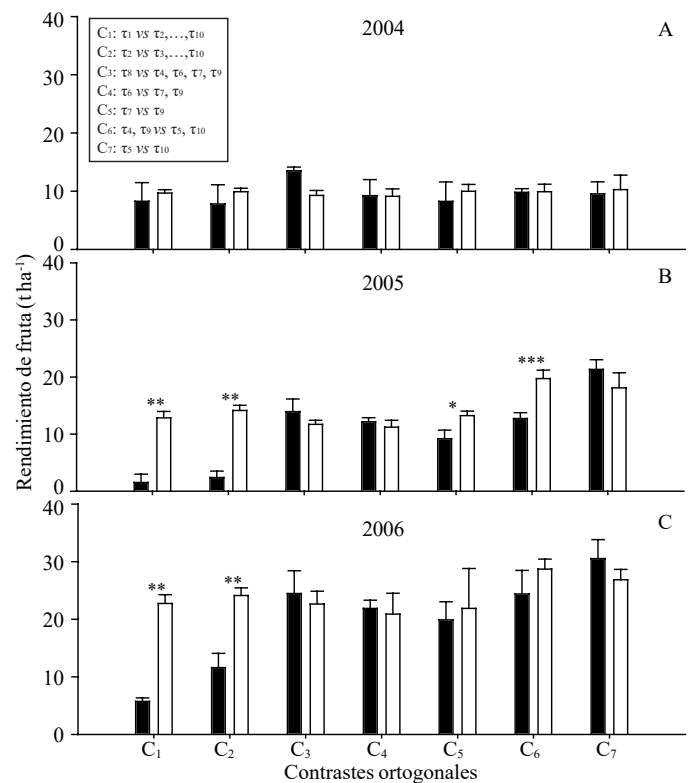 40
2004
A
C₁: τ₁ vs τ₂,…,τ₁₀
C₂: τ₂ vs τ₃,…,τ₁₀
C₃: τ₈ vs τ₄, τ₆, τ₇, τ₉
C₄: τ₆ vs τ₇, τ₉
C₅: τ₇ vs τ₉
C₆: τ₄, τ₉ vs τ₅, τ₁₀
C₇: τ₅ vs τ₁₀
30
20
10
0
Rendimiento de fruta (t ha⁻¹)
40
2005
B
30
20
10
0
**
**
*
***
40
2006
C
30
20
10
0
**
**
C₁ C₂ C₃ C₄ C₅ C₆ C₇
Contrastes ortogonales